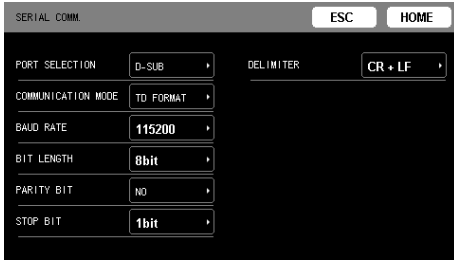 SERIAL COMM.
ESC
HOME
PORT SELECTION D-SUB
DELIMITER CR + LF
COMMUNICATION MODE TD FORMAT
BAUD RATE 115200
BIT LENGTH 8bit
PARITY BIT NO
STOP BIT 1bit